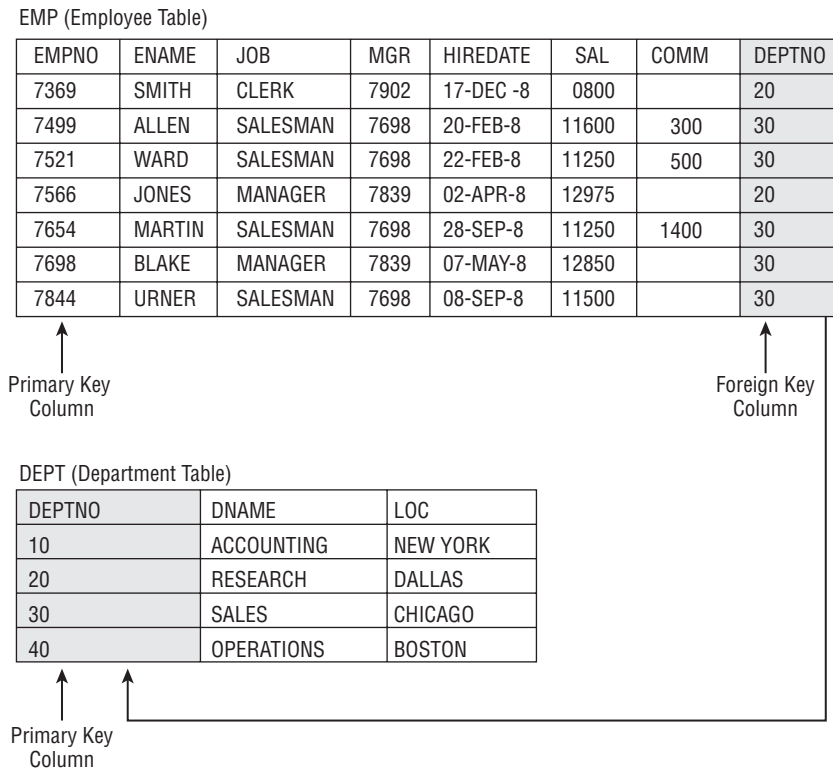 EMP (Employee Table)
EMPNO ENAME JOB MGR HIREDATE SAL COMM DEPTNO
7369 SMITH CLERK 7902 17-DEC -8 0800 20
7499 ALLEN SALESMAN 7698 20-FEB-8 11600 300 30
7521 WARD SALESMAN 7698 22-FEB-8 11250 500 30
7566 JONES MANAGER 7839 02-APR-8 12975 20
7654 MARTIN SALESMAN 7698 28-SEP-8 11250 1400 30
7698 BLAKE MANAGER 7839 07-MAY-8 12850 30
7844 URNER SALESMAN 7698 08-SEP-8 11500 30
Primary Key
Column
Foreign Key
Column
DEPT (Department Table)
DEPTNO DNAME LOC
10 ACCOUNTING NEW YORK
20 RESEARCH DALLAS
30 SALES CHICAGO
40 OPERATIONS BOSTON
Primary Key
Column